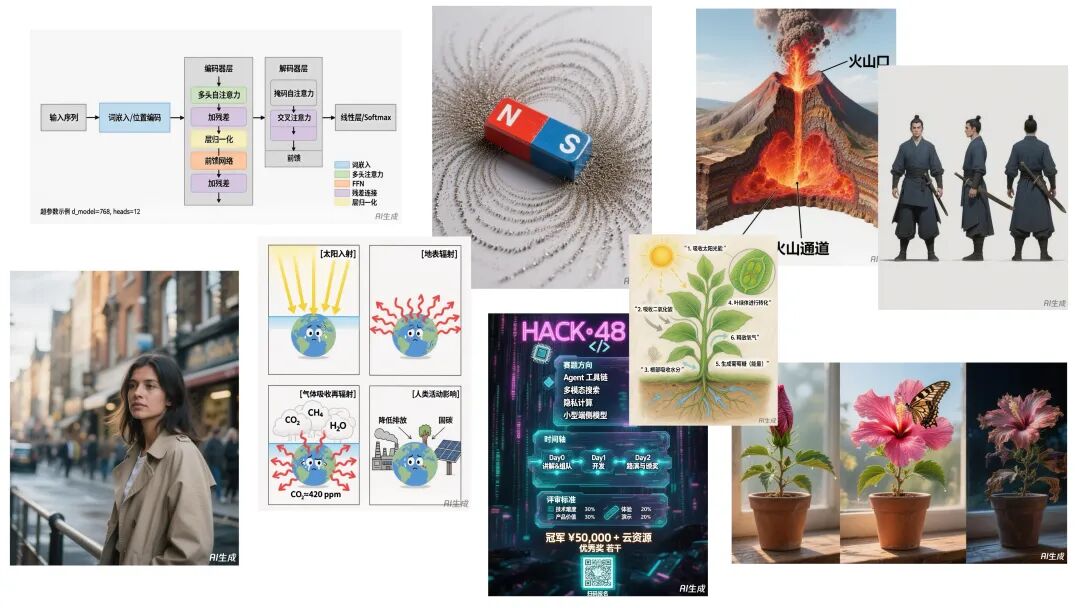 编码器层
解码器层
多头自注意力
掩码自注意力
输入序列
词嵌入/位置编码
加残差
交叉注意力
线性层/Softmax
层归一化
前馈网络
前馈
加残差
词嵌入
多头注意力
FFN
残差连接
层归一化
超参数示例 d_model=768, heads=12
AI生成
N
S
火山口
火山通道
AI生成
[太阳入射]
[地表辐射]
[气体吸收再辐射]
[人类活动影响]
CO₂
CH₄
H₂O
降低排放
固碳
CO₂≈420 ppm
AI生成
HACK·48
</>
赛题方向
Agent 工具链
多模态搜索
隐私计算
小型端侧模型
时间轴
Day0
讲解&组队
Day1
开发
Day2
路演与颁奖
评审标准
技术难度 30%
体验 20%
产品价值 30%
演示 20%
冠军 ¥50,000 + 云资源
优秀奖 若干
扫码报名
AI生成
"1. 吸收太阳光能"
"2. 吸收二氧化碳
4. 叶绿体进行转化"
6. 释放氧气"
"3. 根部吸收水分"
5. 生成葡萄糖（能量）"
AI生成
AI生成
AI生成